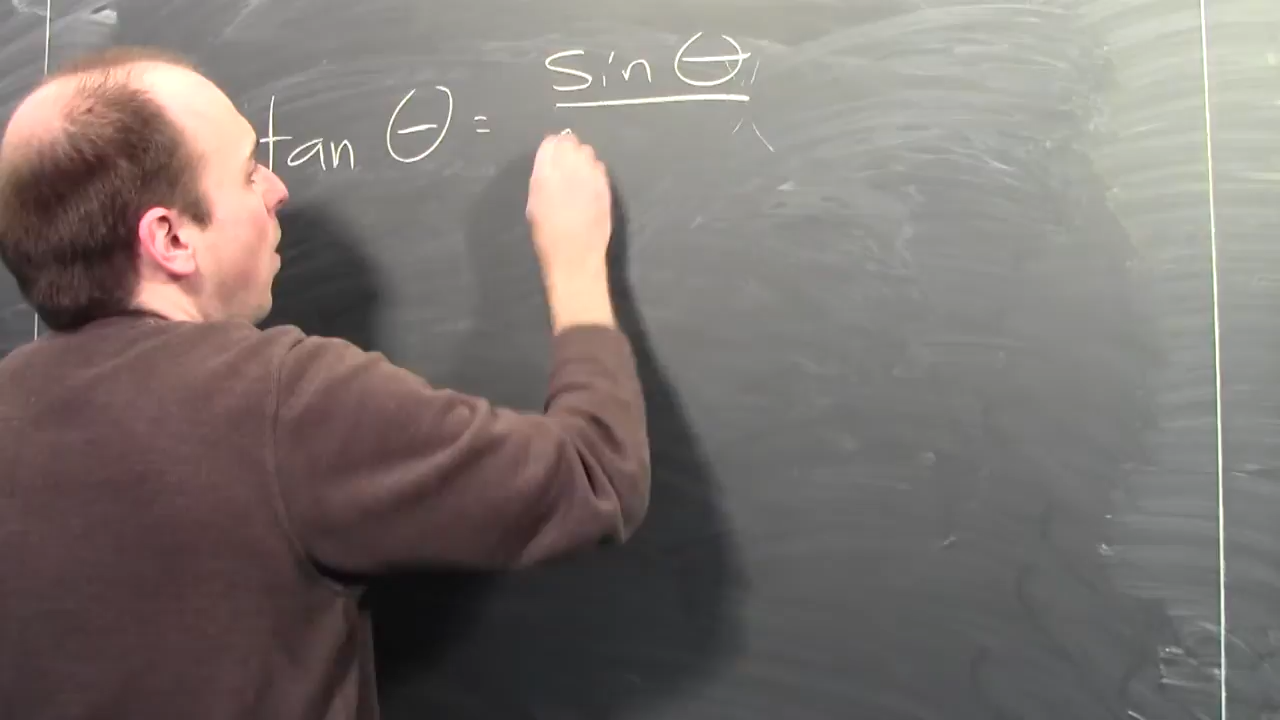 tan θ = sin θ